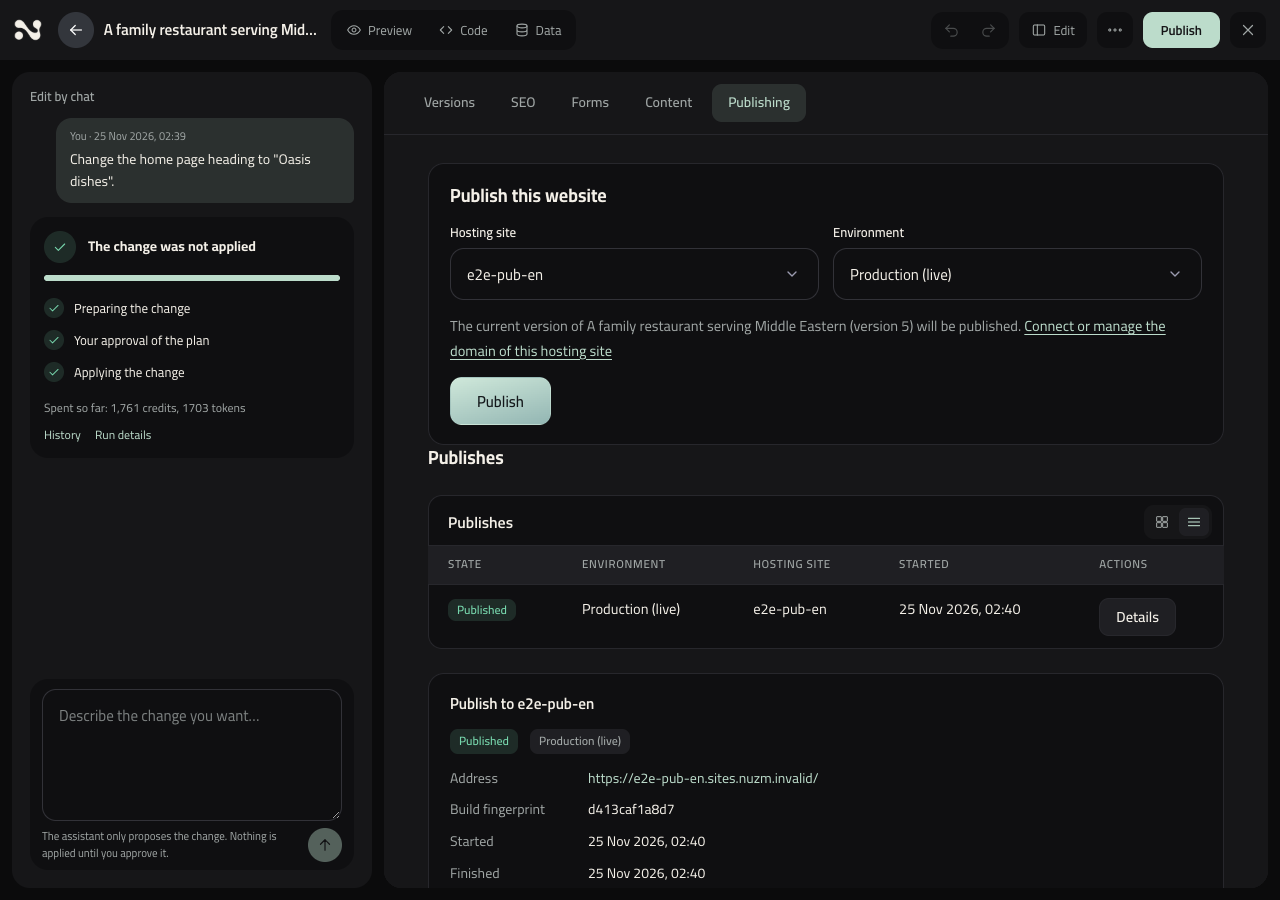 A family restaurant serving Mid...
Preview
Code
Data
Edit
Publish
Edit by chat
You · 25 Nov 2026, 02:39
Change the home page heading to "Oasis
dishes".
The change was not applied
Preparing the change
Your approval of the plan
Applying the change
Spent so far: 1,761 credits, 1703 tokens
History
Run details
Describe the change you want...
The assistant only proposes the change. Nothing is
applied until you approve it.
Versions
SEO
Forms
Content
Publishing
Publish this website
Hosting site
Environment
e2e-pub-en
Production (live)
The current version of A family restaurant serving Middle Eastern (version 5) will be published. Connect or manage the
domain of this hosting site
Publish
Publishes
Publishes
STATE ENVIRONMENT HOSTING SITE STARTED ACTIONS
Published Production (live) e2e-pub-en 25 Nov 2026, 02:40 Details
Publish to e2e-pub-en
Published Production (live)
Address https://e2e-pub-en.sites.nuzm.invalid/
Build fingerprint d413caf1a8d7
Started 25 Nov 2026, 02:40
Finished 25 Nov 2026, 02:40